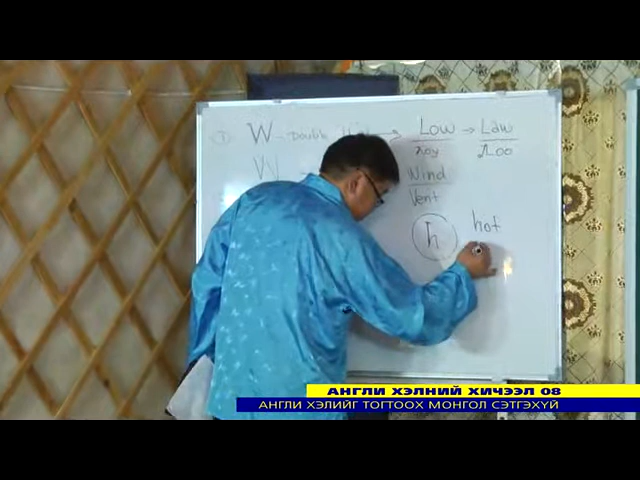 W - Double → Low → Law
лоу Лоо
W
Wind
Vent
h hot
АНГЛИ ХЭЛНИЙ ХИЧЭЭЛ 08
АНГЛИ ХЭЛИЙГ ТОГТООХ МОНГОЛ СЭТГЭХҮЙ